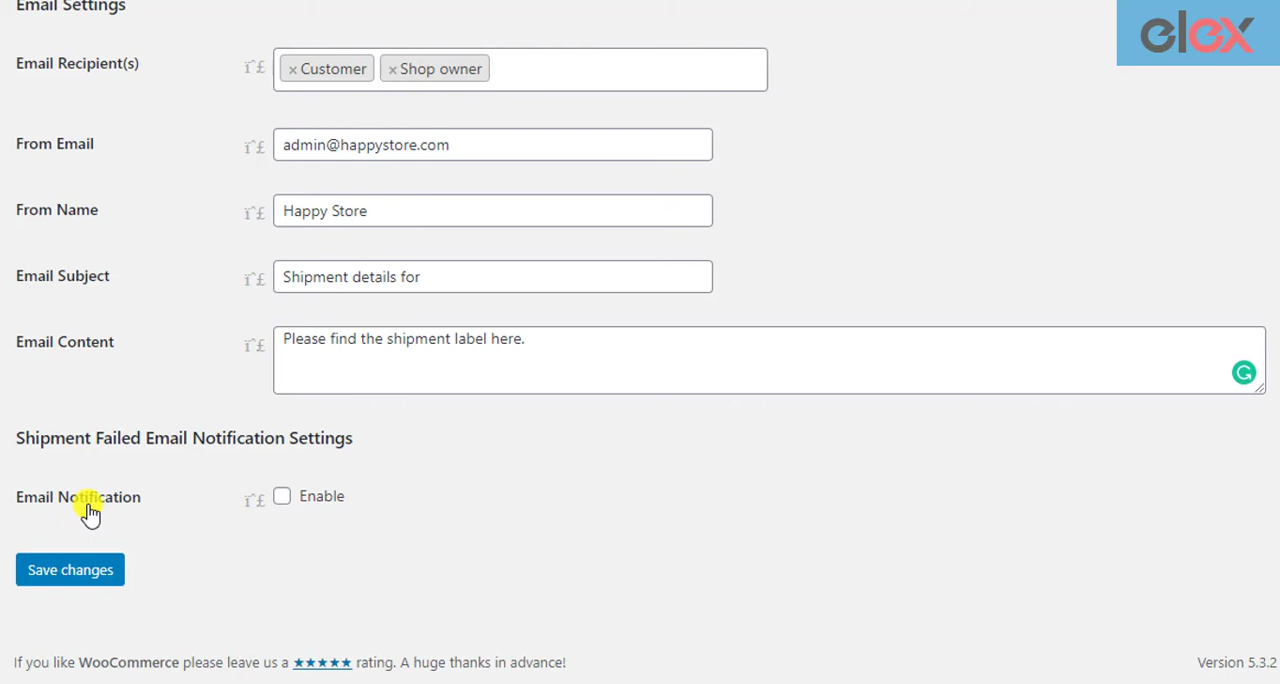 Email Settings
elex
Email Recipient(s)
× Customer × Shop owner
From Email
admin@happystore.com
From Name
Happy Store
Email Subject
Shipment details for
Email Content
Please find the shipment label here.
Shipment Failed Email Notification Settings
Email Notification
Enable
Save changes
If you like WooCommerce please leave us a ★★★★★ rating. A huge thanks in advance!
Version 5.3.2